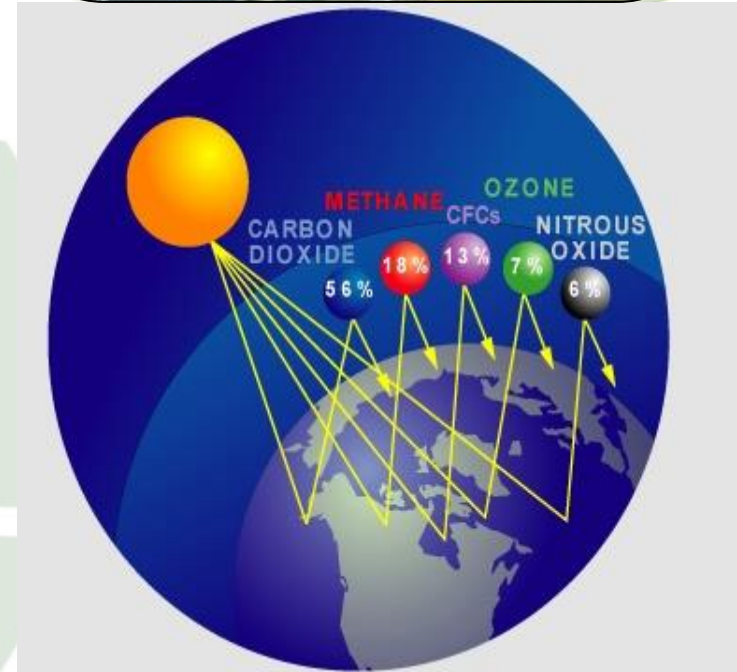 METHANE
OZONE
CARBON
DIOXIDE
CFCs
NITROUS
OXIDE
56%
18%
13%
7%
6%